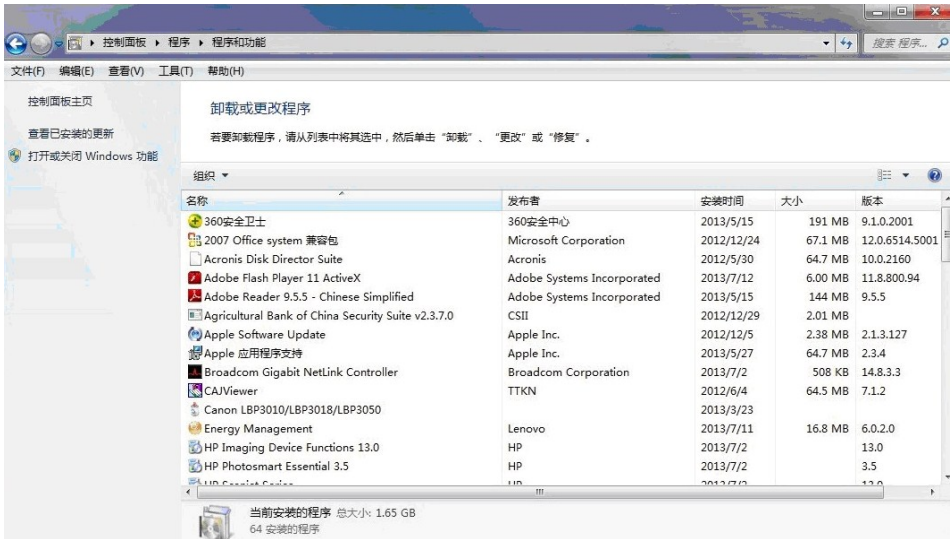 控制面板 ▸ 程序 ▸ 程序和功能 搜索 程序...
文件(F) 编辑(E) 查看(V) 工具(T) 帮助(H)
控制面板主页
查看已安装的更新
打开或关闭 Windows 功能
卸载或更改程序
若要卸载程序，请从列表中将其选中，然后单击“卸载”、“更改”或“修复”。
组织
名称 发布者 安装时间 大小 版本
360安全卫士 360安全中心 2013/5/15 191 MB 9.1.0.2001
2007 Office system 兼容包 Microsoft Corporation 2012/12/24 67.1 MB 12.0.6514.5001
Acronis Disk Director Suite Acronis 2012/5/30 64.7 MB 10.0.2160
Adobe Flash Player 11 ActiveX Adobe Systems Incorporated 2013/7/12 6.00 MB 11.8.800.94
Adobe Reader 9.5.5 - Chinese Simplified Adobe Systems Incorporated 2013/5/15 144 MB 9.5.5
Agricultural Bank of China Security Suite v2.3.7.0 CSII 2012/12/29 2.01 MB
Apple Software Update Apple Inc. 2012/12/5 2.38 MB 2.1.3.127
Apple 应用程序支持 Apple Inc. 2013/5/27 64.7 MB 2.3.4
Broadcom Gigabit NetLink Controller Broadcom Corporation 2013/7/2 508 KB 14.8.3.3
CAJViewer TTKN 2012/6/4 64.5 MB 7.1.2
Canon LBP3010/LBP3018/LBP3050 2013/3/23
Energy Management Lenovo 2013/7/11 16.8 MB 6.0.2.0
HP Imaging Device Functions 13.0 HP 2013/7/2 13.0
HP Photosmart Essential 3.5 HP 2013/7/2 3.5
当前安装的程序 总大小: 1.65 GB
64 安装的程序